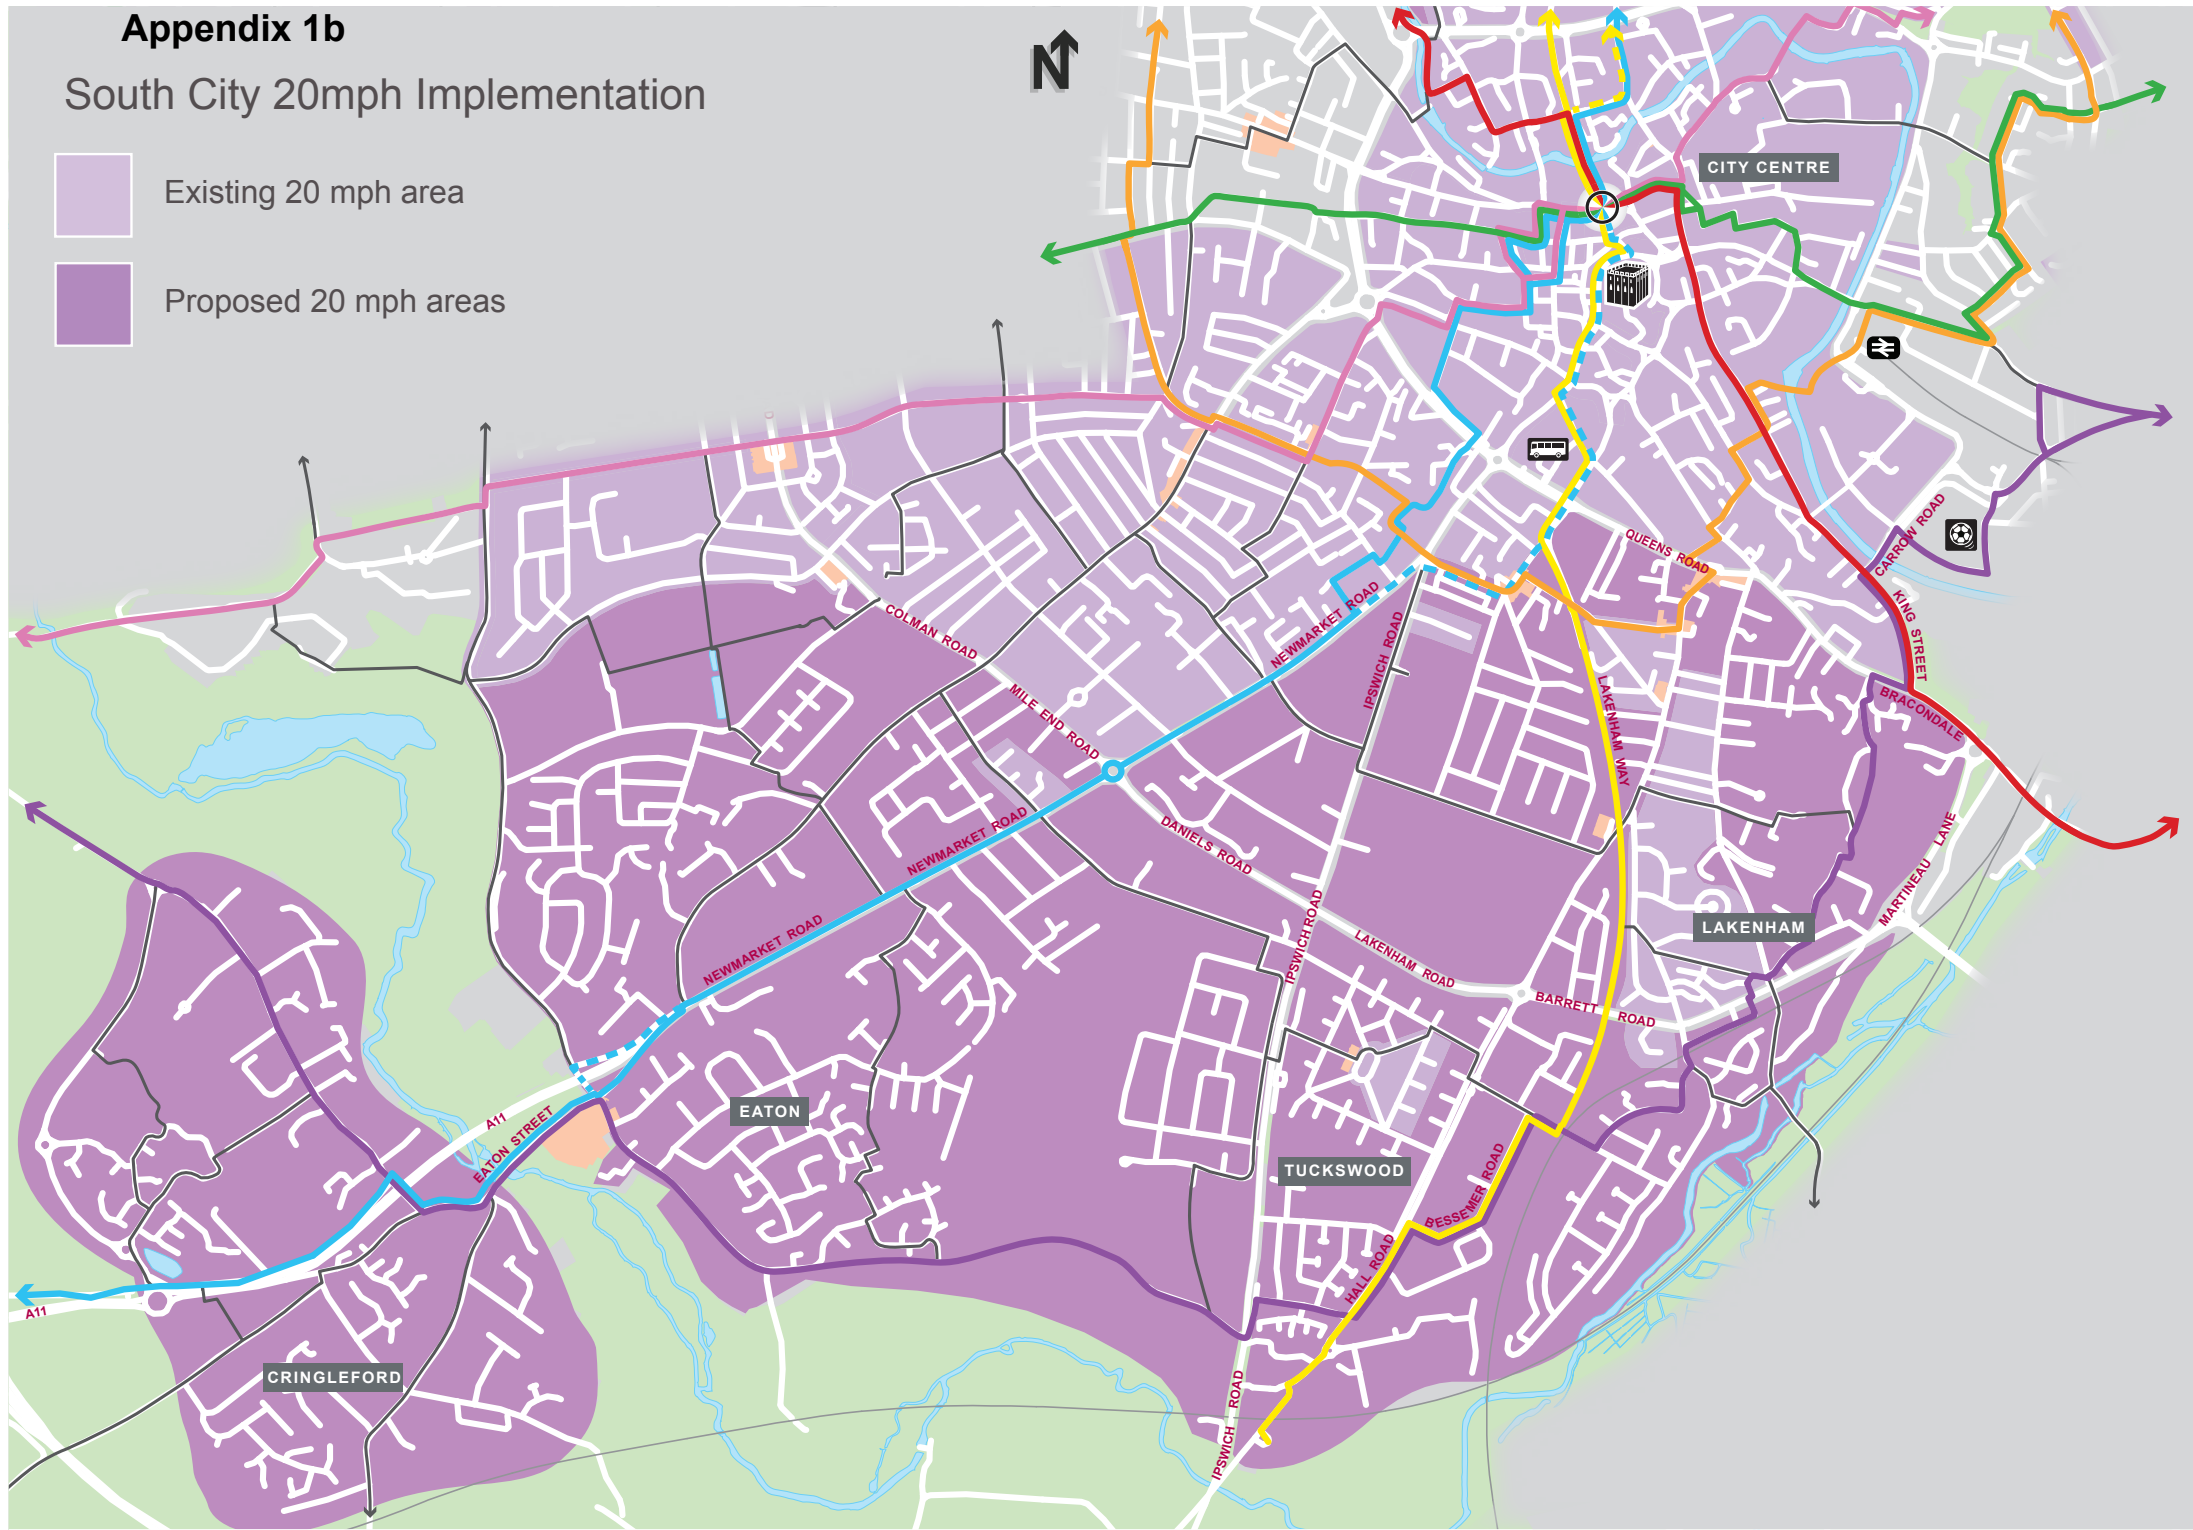 Appendix 1b
South City 20mph Implementation
N
Existing 20 mph area
Proposed 20 mph areas
CITY CENTRE
CARROW ROAD
QUEENS ROAD
KING STREET
BRACONDALE
COLMAN ROAD
NEWMARKET ROAD
IPSWICH ROAD
MILE END ROAD
LAKENHAM WAY
NEWMARKET ROAD
DANIELS ROAD
MARTINEAU LANE
NEWMARKET ROAD
IPSWICH ROAD
LAKENHAM ROAD
LAKENHAM
BARRETT ROAD
A11
EATON STREET
EATON
TUCKSWOOD
BESSEMER ROAD
HALL ROAD
A11
CRINGLEFORD
IPSWICH ROAD